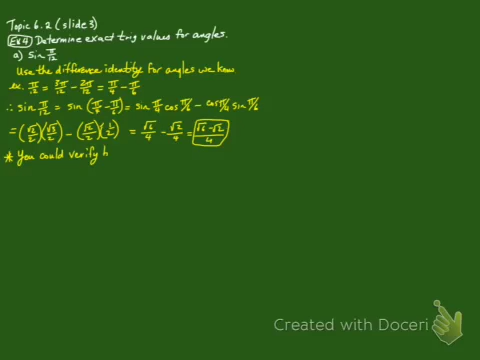 Topic 6.2 (slide 3)
Ex 4 Determine exact trig values for angles.
a) sin π/12
Use the difference identity for angles we know
ex. π/12 = 3π/12 - 2π/12 = π/4 - π/6
∴ sin π/12 = sin (π/4 - π/6) = sin π/4 cos π/6 - cos π/4 sin π/6
= (√2/2)(√3/2) - (√2/2)(1/2) = √6/4 - √2/4 = √6-√2/4
* You could verify h
Created with Doceri